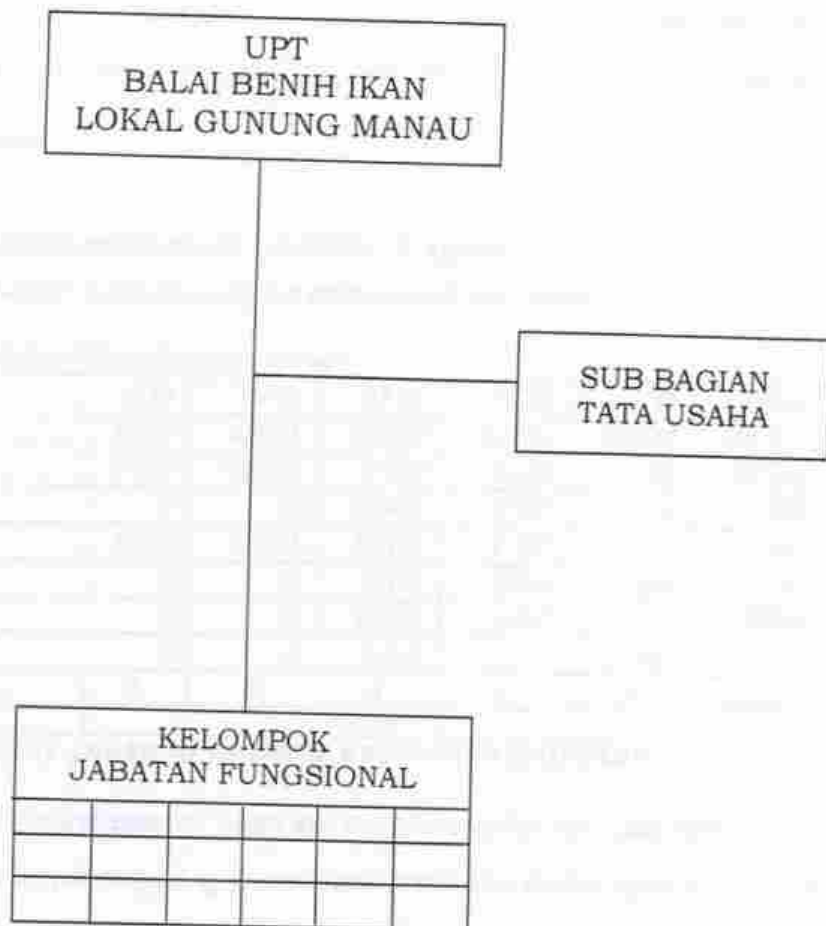 UPT
BALAI BENIH IKAN
LOKAL GUNUNG MANAU
SUB BAGIAN
TATA USAHA
KELOMPOK
JABATAN FUNGSIONAL